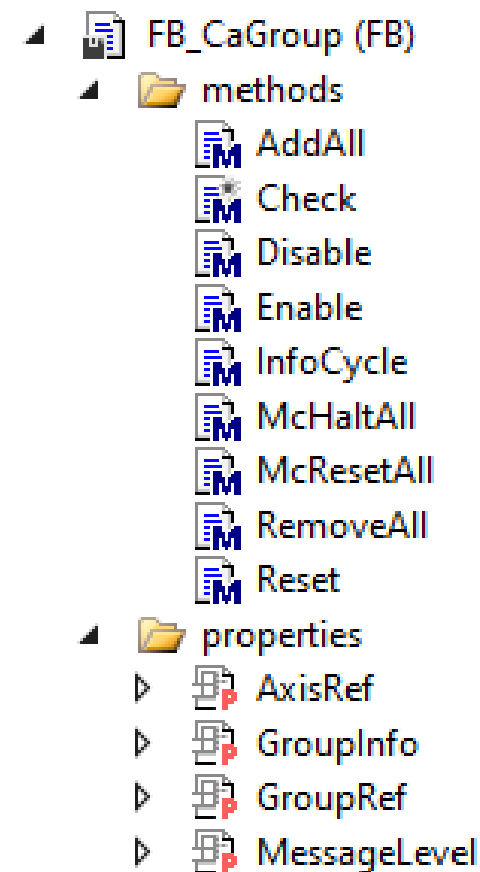 FB_CaGroup (FB)
methods
AddAll
Check
Disable
Enable
InfoCycle
McHaltAll
McResetAll
RemoveAll
Reset
properties
AxisRef
GroupInfo
GroupRef
MessageLevel